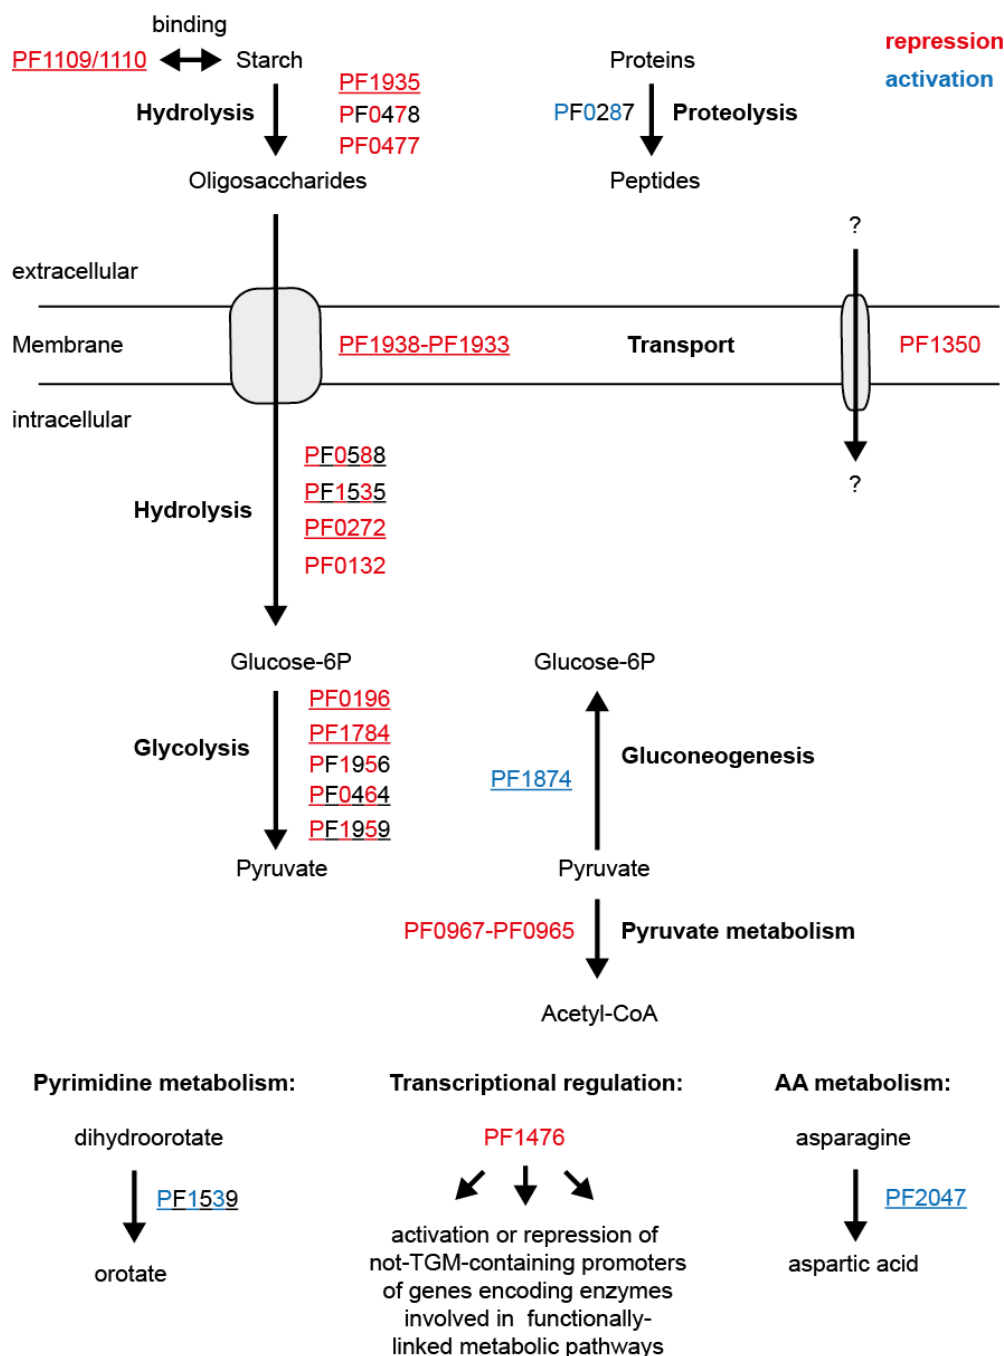 binding
PF1109/1110
Starch
Proteins
repression
activation
Hydrolysis
PF1935
PF0478
PF0477
PF0287
Proteolysis
Oligosaccharides
Peptides
?
extracellular
Membrane
PF1938-PF1933
Transport
PF1350
intracellular
?
Hydrolysis
PF0588
PF1535
PF0272
PF0132
Glucose-6P
Glucose-6P
Glycolysis
PF0196
PF1784
PF1956
PF0464
PF1959
PF1874
Gluconeogenesis
Pyruvate
Pyruvate
PF0967-PF0965
Pyruvate metabolism
Acetyl-CoA
Pyrimidine metabolism:
dihydroorotate
PF1539
orotate
Transcriptional regulation:
PF1476
activation or repression of
not-TGM-containing promoters
of genes encoding enzymes
involved in functionally-
linked metabolic pathways
AA metabolism:
asparagine
PF2047
aspartic acid